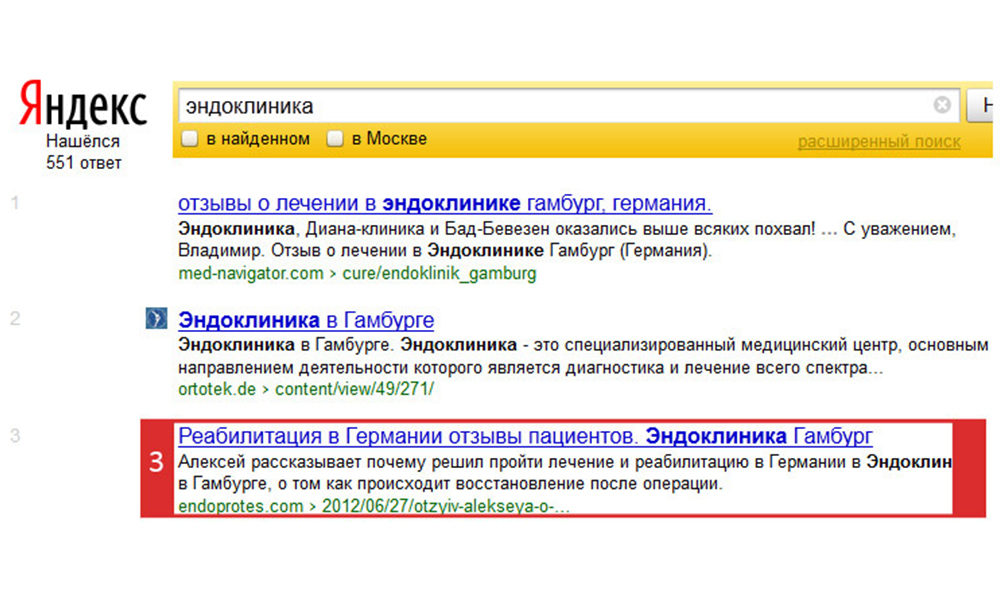 Яндекс
Нашёлся
551 ответ
эндоклиника
Н
в найденном в Москве
расширенный поиск
1
отзывы о лечении в эндоклинике гамбург, германия.
Эндоклиника, Диана-клиника и Бад-Бевезен оказались выше всяких похвал! ... С уважением,
Владимир. Отзыв о лечении в Эндоклинике Гамбург (Германия).
med-navigator.com > cure/endoklinik_gamburg
2
Эндоклиника в Гамбурге
Эндоклиника в Гамбурге. Эндоклиника - это специализированный медицинский центр, основным
направлением деятельности которого является диагностика и лечение всего спектра...
ortotek.de > content/view/49/271/
3
3
Реабилитация в Германии отзывы пациентов. Эндоклиника Гамбург
Алексей рассказывает почему решил пройти лечение и реабилитацию в Германии в Эндоклин
в Гамбурге, о том как происходит восстановление после операции.
endoprotes.com > 2012/06/27/otzyiv-alekseya-o-...